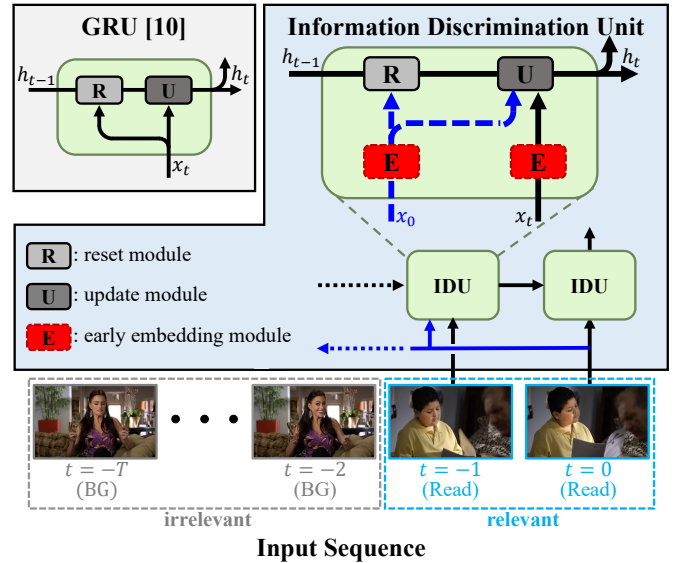 GRU [10]
h_{t−1}
R
U
h_t
x_t
Information Discrimination Unit
h_{t−1}
R
U
h_t
E
E
x_0
x_t
R : reset module
U : update module
E : early embedding module
IDU
IDU
t = −T
(BG)
t = −2
(BG)
t = −1
(Read)
t = 0
(Read)
irrelevant
relevant
Input Sequence